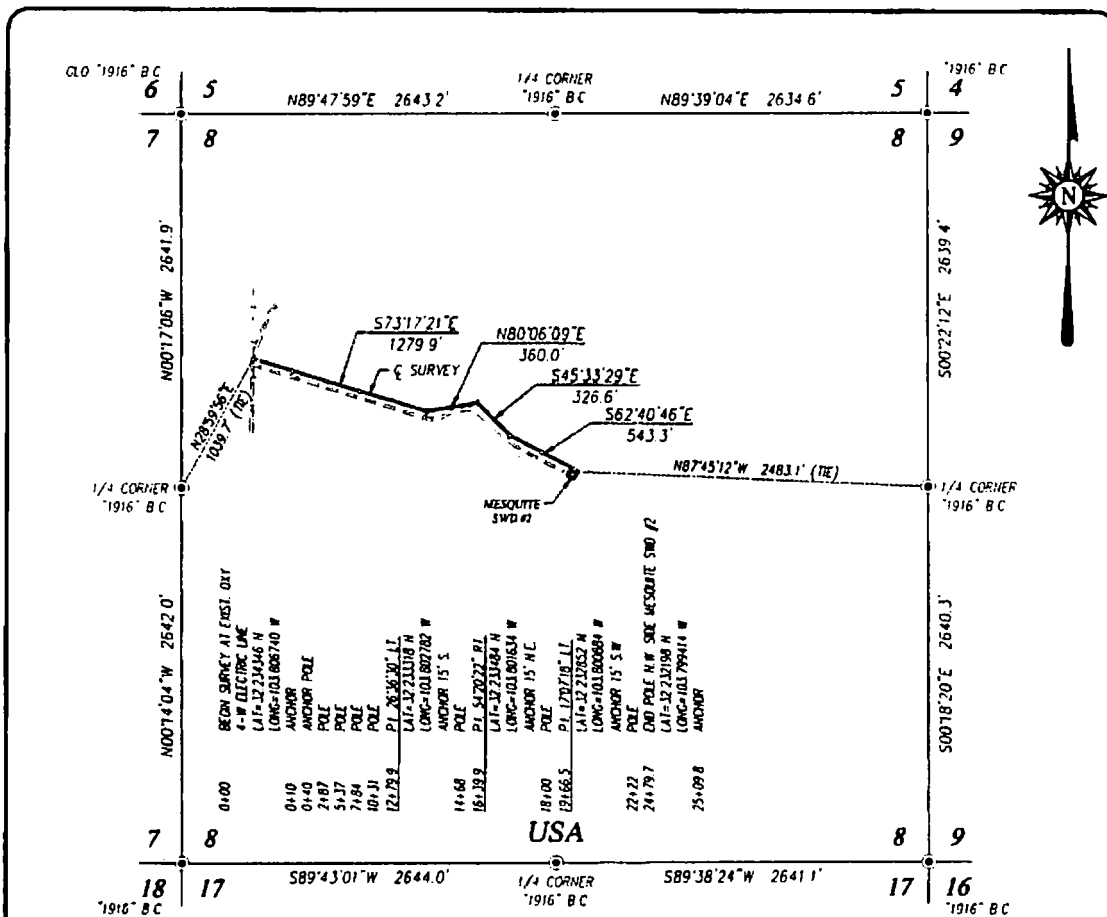 GLO "1916" B C
6 5
N89°47'59"E 2643.2'
1/4 CORNER
"1916" B C
N89°39'04"E 2634.6'
5 4
"1916" B C
7 8
8 9
N
N00°17'06"W 2641.9'
S00°22'12"E 2639.4'
S73°17'21"E
1279.9'
N80°06'09"E
360.0'
℄ SURVEY
S45°33'29"E
326.6'
S62°40'46"E
543.3'
N28°59'56"E
1039.7' (TIE)
N87°45'12"W 2483.1' (TIE)
1/4 CORNER
"1916" B C
MESQUITE
SWD #2
1/4 CORNER
"1916" B C
N00°14'04"W 2642.0'
S00°18'20"E 2640.3'
0+00 BEGIN SURVEY AT EXIST. OXY
4-W ELECTRIC LINE
LAT=32.234346 N
LONG=103.806740 W
0+10 ANCHOR
0+40 ANCHOR POLE
2+87 POLE
5+37 POLE
7+84 POLE
10+31 POLE
12+79.9 P.I. 26°36'30" LT
LAT=32.233318 N
LONG=103.802782 W
ANCHOR 15' S.
14+68 POLE
16+39.9 P.I. 54°20'22" RT
LAT=32.233484 N
LONG=103.801634 W
ANCHOR 15' N.E.
18+00 POLE
19+66.5 P.I. 17°07'18" LT
LAT=32.232852 N
LONG=103.800884 W
ANCHOR 15' S.W
22+22 POLE
24+79.7 END POLE N.W SIDE MESQUITE SWD #2
LAT=32.232198 N
LONG=103.799414 W
25+09.8 ANCHOR
7 8
USA
8 9
18 17
"1916" B C
S89°43'01"W 2644.0'
1/4 CORNER
"1916" B C
S89°38'24"W 2641.1'
17 16
"1916" B C